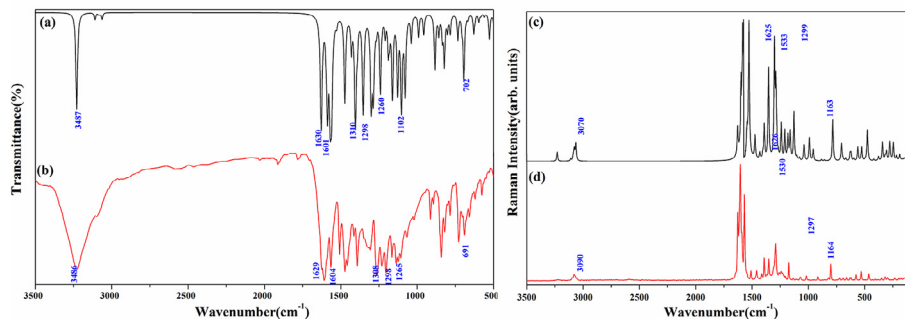 (a)
3487
1630
1601
1310
1298
1260
1102
702
(b)
3486
1629
1604
1308
1298
1265
691
Transmittance(%)
3500 3000 2500 2000 1500 1000 500
Wavenumber(cm-1)
(c)
1625
1533
1299
3070
1163
(d)
1626
1530
3090
1297
1164
Raman Intensity(arb. units)
3500 3000 2500 2000 1500 1000 500
Wavenumber(cm-1)